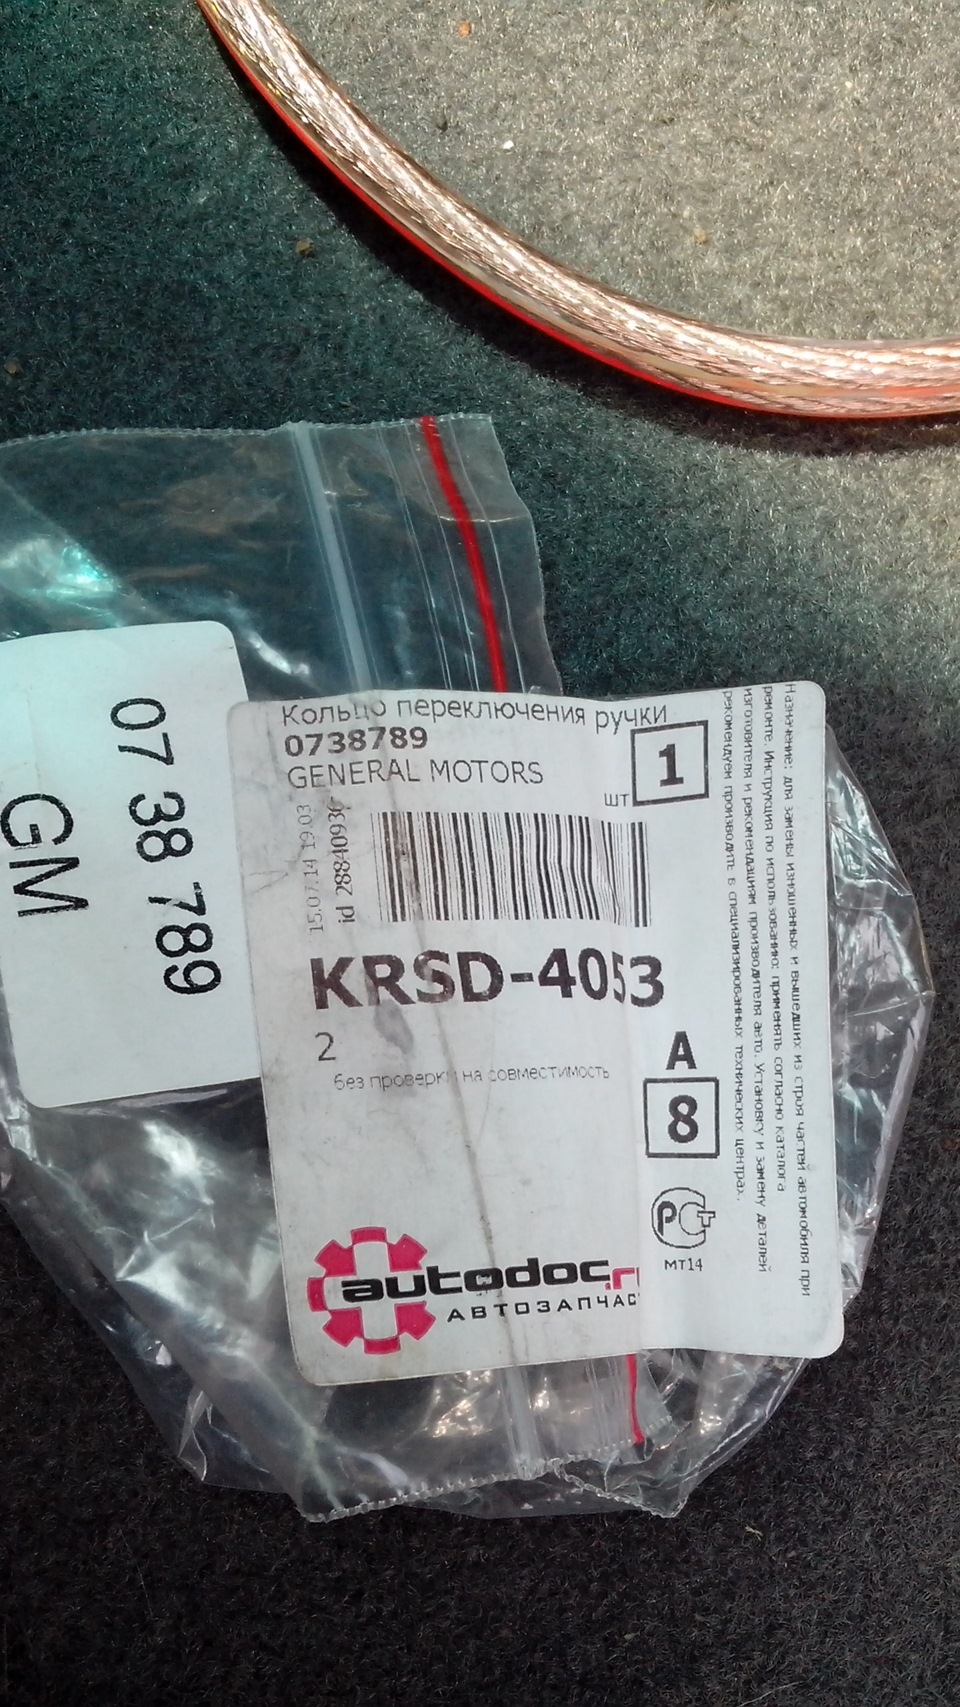 07 38 789
GM
Кольцо переключения ручки
0738789
GENERAL MOTORS
1
шт
15.07.14 19:03
id 28840936
KRSD-4053
2
без проверки на совместимость
A
8
РСТ
МТ14
autodoc.ru
АВТОЗАПЧАС
Назначение: для замены изношенных и вышедших из строя частей автомобиля при
ремонте. Инструкция по использованию: применять согласно каталога
изготовителя и рекомендациям производителя авто. Установку и замену деталей
рекомендуем производить в специализированных технических центрах.